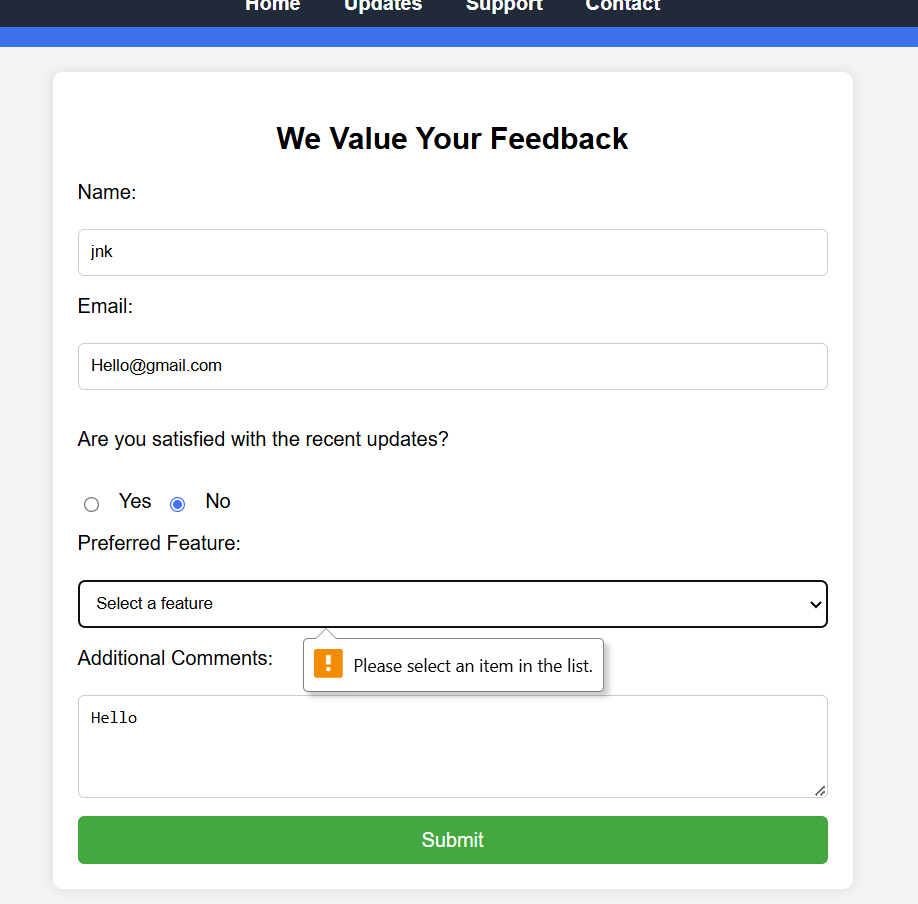 Home Updates Support Contact
We Value Your Feedback
Name:
jnk
Email:
Hello@gmail.com
Are you satisfied with the recent updates?
Yes No
Preferred Feature:
Select a feature
Additional Comments:
Please select an item in the list.
Hello
Submit